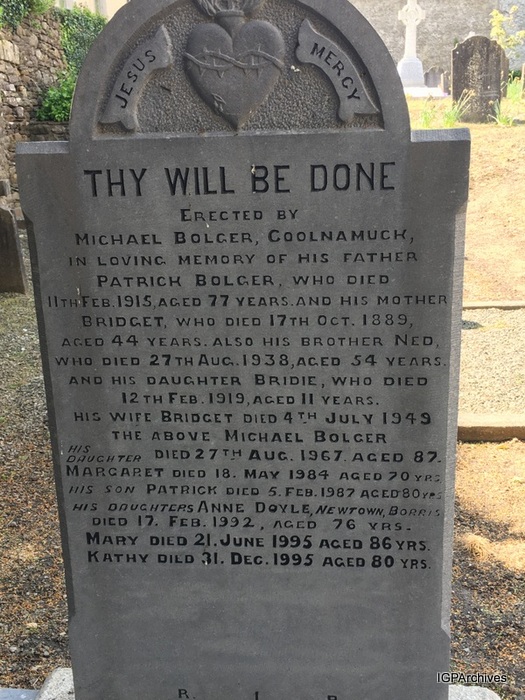 JESUS MERCY
THY WILL BE DONE
ERECTED BY
MICHAEL BOLGER, COOLNAMUCK,
IN LOVING MEMORY OF HIS FATHER
PATRICK BOLGER, WHO DIED
11TH FEB. 1915, AGED 77 YEARS. AND HIS MOTHER
BRIDGET, WHO DIED 17TH OCT. 1889,
AGED 44 YEARS. ALSO HIS BROTHER NED,
WHO DIED 27TH AUG. 1938, AGED 54 YEARS.
AND HIS DAUGHTER BRIDIE, WHO DIED
12TH FEB. 1919, AGED 11 YEARS.
HIS WIFE BRIDGET DIED 4TH JULY 1949
THE ABOVE MICHAEL BOLGER
DIED 27TH AUG. 1967. AGED 87.
HIS DAUGHTER
MARGARET DIED 18. MAY 1984 AGED 70 YRS.
HIS SON PATRICK DIED 5. FEB. 1987 AGED 80 YRS
HIS DAUGHTERS ANNE DOYLE, NEWTOWN, BORRIS
DIED 17. FEB. 1992, AGED 76 YRS.
MARY DIED 21. JUNE 1995 AGED 86 YRS.
KATHY DIED 31. DEC. 1995 AGED 80 YRS.
R. I. P.
IGPArchives